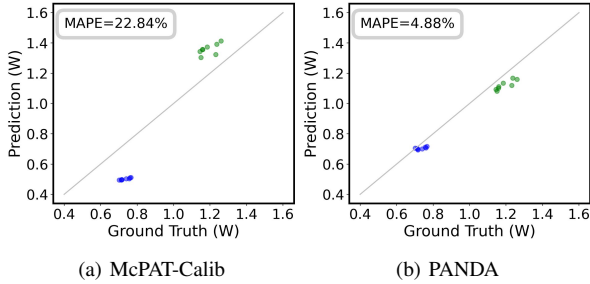 MAPE=22.84%
Prediction (W)
1.6
1.4
1.2
1.0
0.8
0.6
0.4
0.4 0.6 0.8 1.0 1.2 1.4 1.6
Ground Truth (W)
(a) McPAT-Calib
MAPE=4.88%
Prediction (W)
1.6
1.4
1.2
1.0
0.8
0.6
0.4
0.4 0.6 0.8 1.0 1.2 1.4 1.6
Ground Truth (W)
(b) PANDA